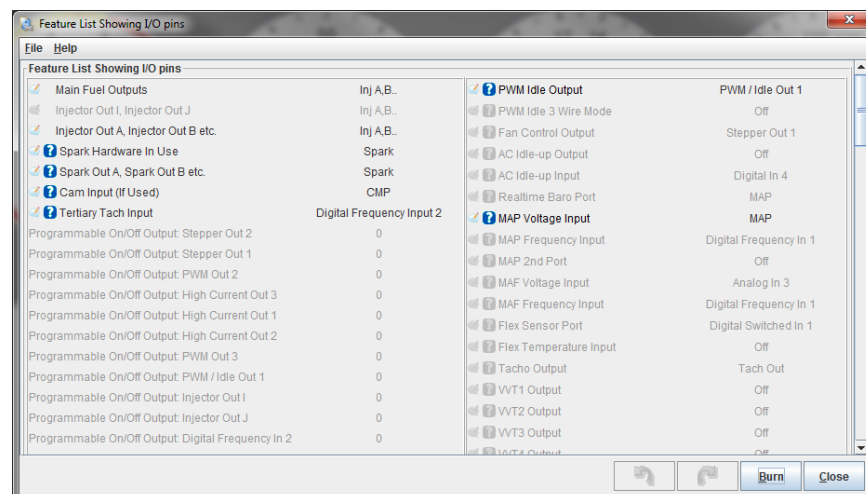 Feature List Showing I/O pins
File Help
Feature List Showing I/O pins
Main Fuel Outputs Inj A,B..
Injector Out I, Injector Out J Inj A,B..
Injector Out A, Injector Out B etc. Inj A,B..
Spark Hardware In Use Spark
Spark Out A, Spark Out B etc. Spark
Cam Input (If Used) CMP
Tertiary Tach Input Digital Frequency Input 2
Programmable On/Off Output: Stepper Out 2 0
Programmable On/Off Output: Stepper Out 1 0
Programmable On/Off Output: PWM Out 2 0
Programmable On/Off Output: High Current Out 3 0
Programmable On/Off Output: High Current Out 1 0
Programmable On/Off Output: High Current Out 2 0
Programmable On/Off Output: PWM Out 3 0
Programmable On/Off Output: PWM / Idle Out 1 0
Programmable On/Off Output: Injector Out I 0
Programmable On/Off Output: Injector Out J 0
Programmable On/Off Output: Digital Frequency In 2 0
PWM Idle Output PWM / Idle Out 1
PWM Idle 3 Wire Mode Off
Fan Control Output Stepper Out 1
AC Idle-up Output Off
AC Idle-up Input Digital In 4
Realtime Baro Port MAP
MAP Voltage Input MAP
MAP Frequency Input Digital Frequency In 1
MAP 2nd Port Off
MAF Voltage Input Analog In 3
MAF Frequency Input Digital Frequency In 1
Flex Sensor Port Digital Switched In 1
Flex Temperature Input Off
Tacho Output Tach Out
VVT1 Output Off
VVT2 Output Off
VVT3 Output Off
VVT4 Output Off
Burn Close